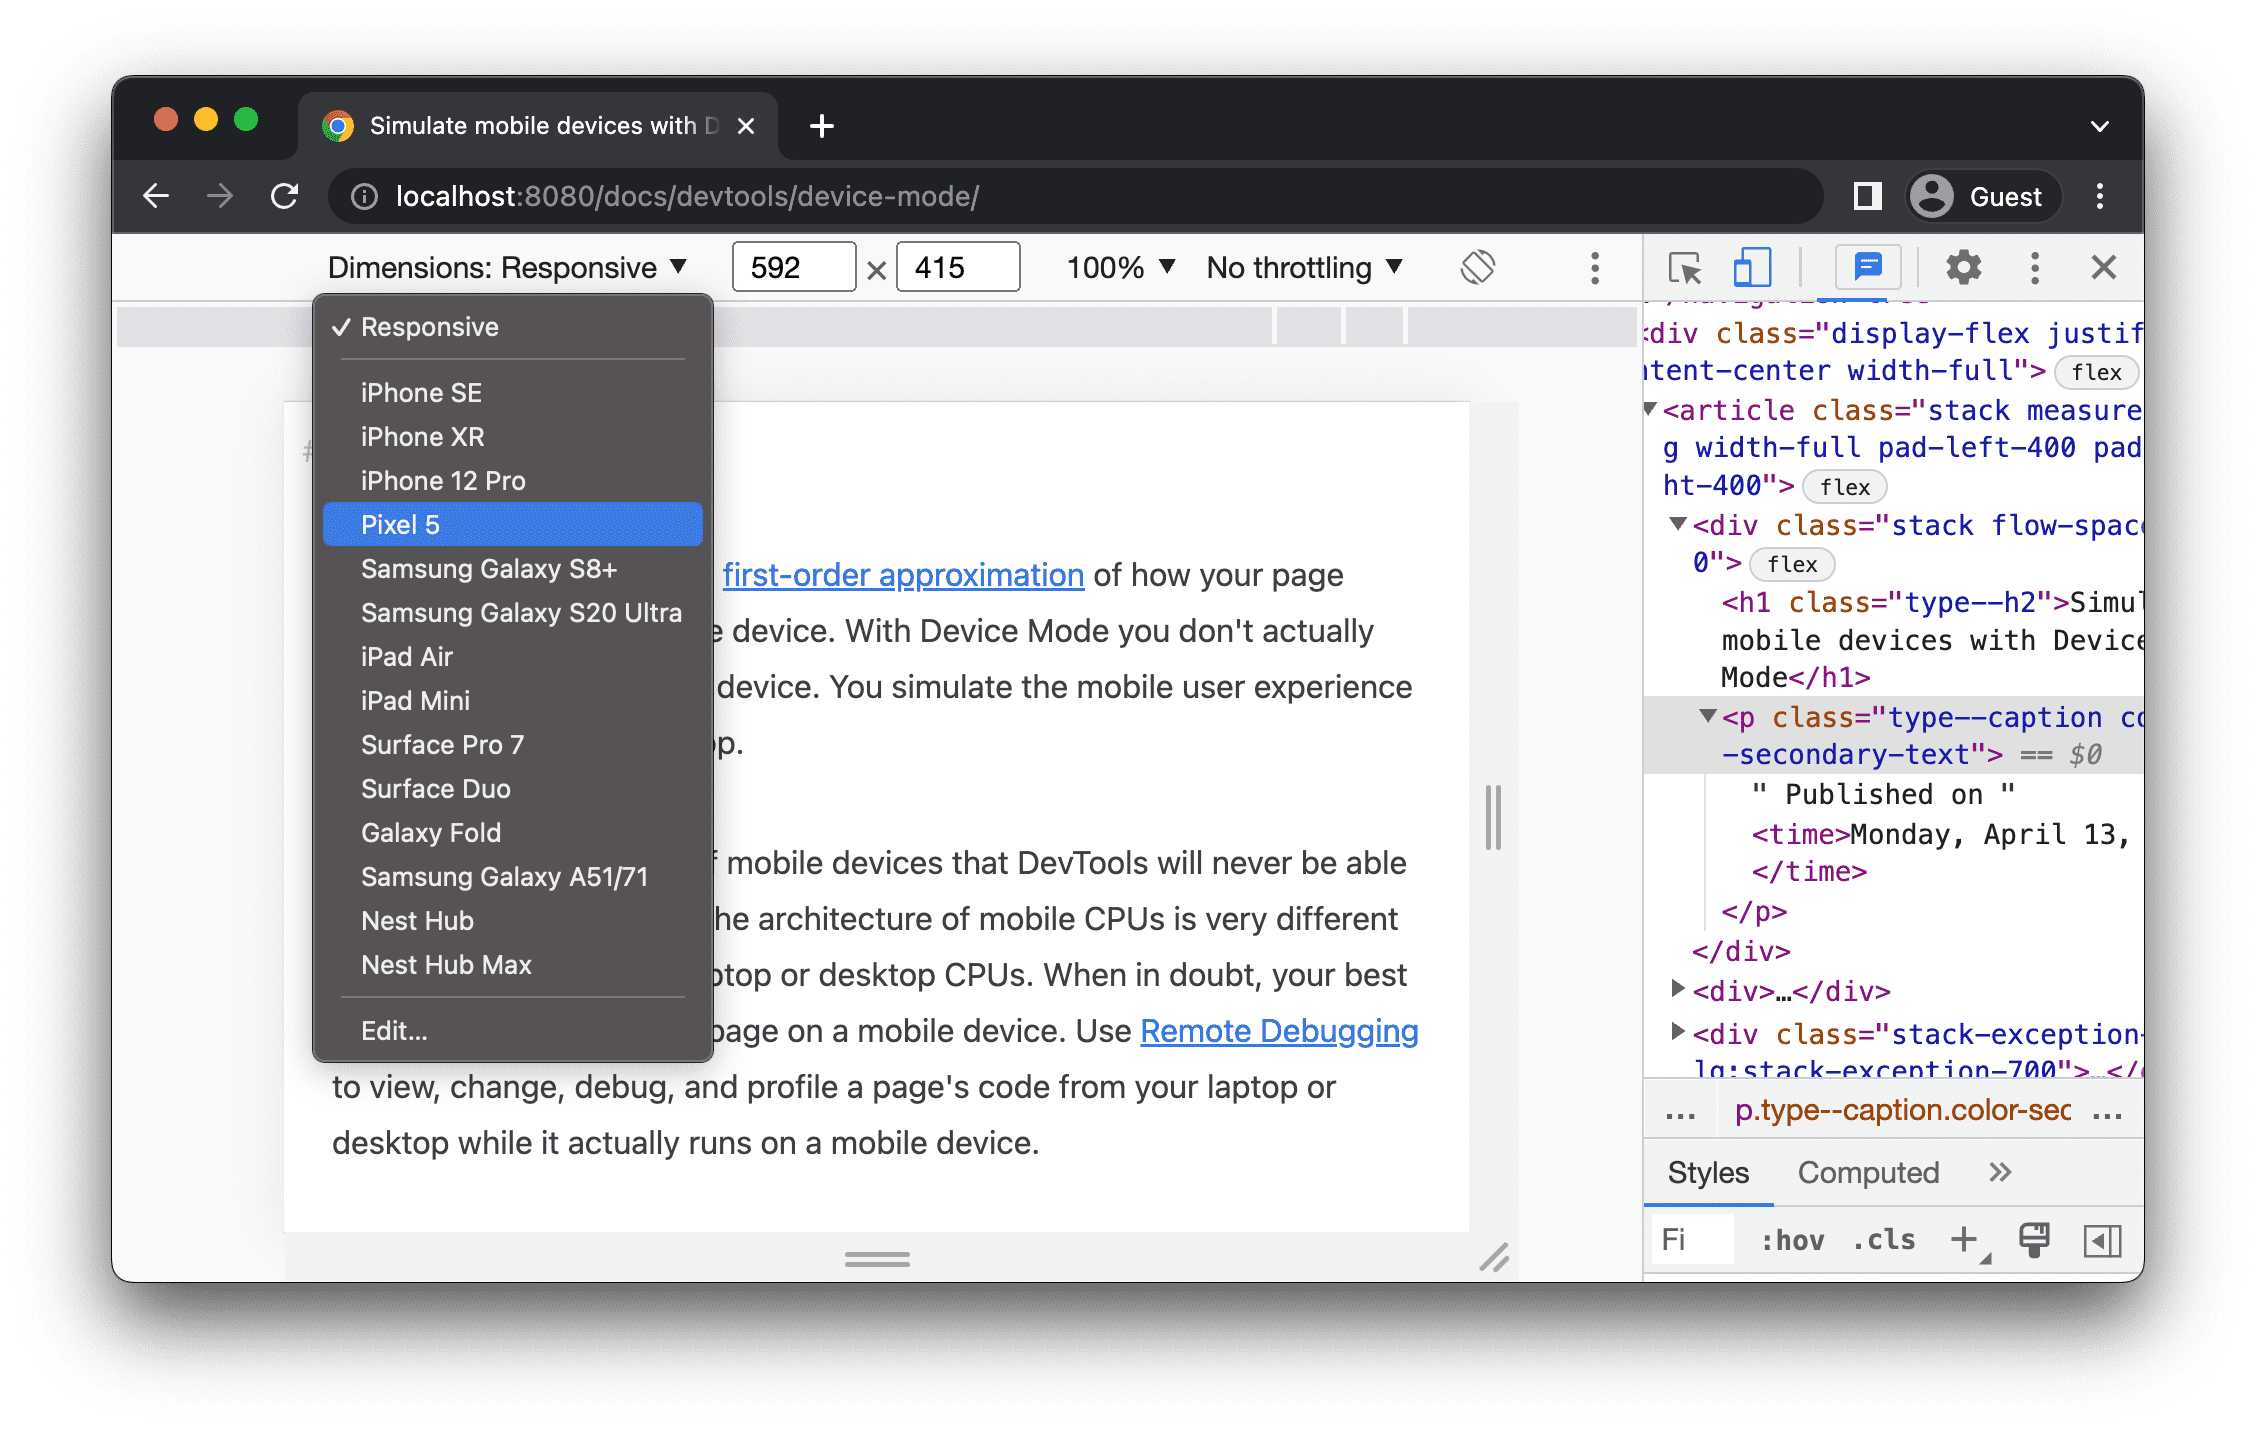 Simulate mobile devices with D
localhost:8080/docs/devtools/device-mode/
Guest
Dimensions: Responsive
592 × 415
100%
No throttling
✓ Responsive
iPhone SE
iPhone XR
iPhone 12 Pro
Pixel 5
Samsung Galaxy S8+
Samsung Galaxy S20 Ultra
iPad Air
iPad Mini
Surface Pro 7
Surface Duo
Galaxy Fold
Samsung Galaxy A51/71
Nest Hub
Nest Hub Max
Edit...
#
first-order approximation of how your page
e device. With Device Mode you don't actually
device. You simulate the mobile user experience
op.
f mobile devices that DevTools will never be able
he architecture of mobile CPUs is very different
ptop or desktop CPUs. When in doubt, your best
page on a mobile device. Use Remote Debugging
to view, change, debug, and profile a page's code from your laptop or
desktop while it actually runs on a mobile device.
div class="display-flex justif
ntent-center width-full"> flex
<article class="stack measure
g width-full pad-left-400 pad
ht-400"> flex
<div class="stack flow-spac
0"> flex
<h1 class="type--h2">Simul
mobile devices with Device
Mode</h1>
<p class="type--caption co
-secondary-text"> == $0
" Published on "
<time>Monday, April 13,
</time>
</p>
</div>
<div>…</div>
<div class="stack-exception-
lg:stack-exception-700">…</
... p.type--caption.color-sec ...
Styles
Computed
Fi
:hov
.cls